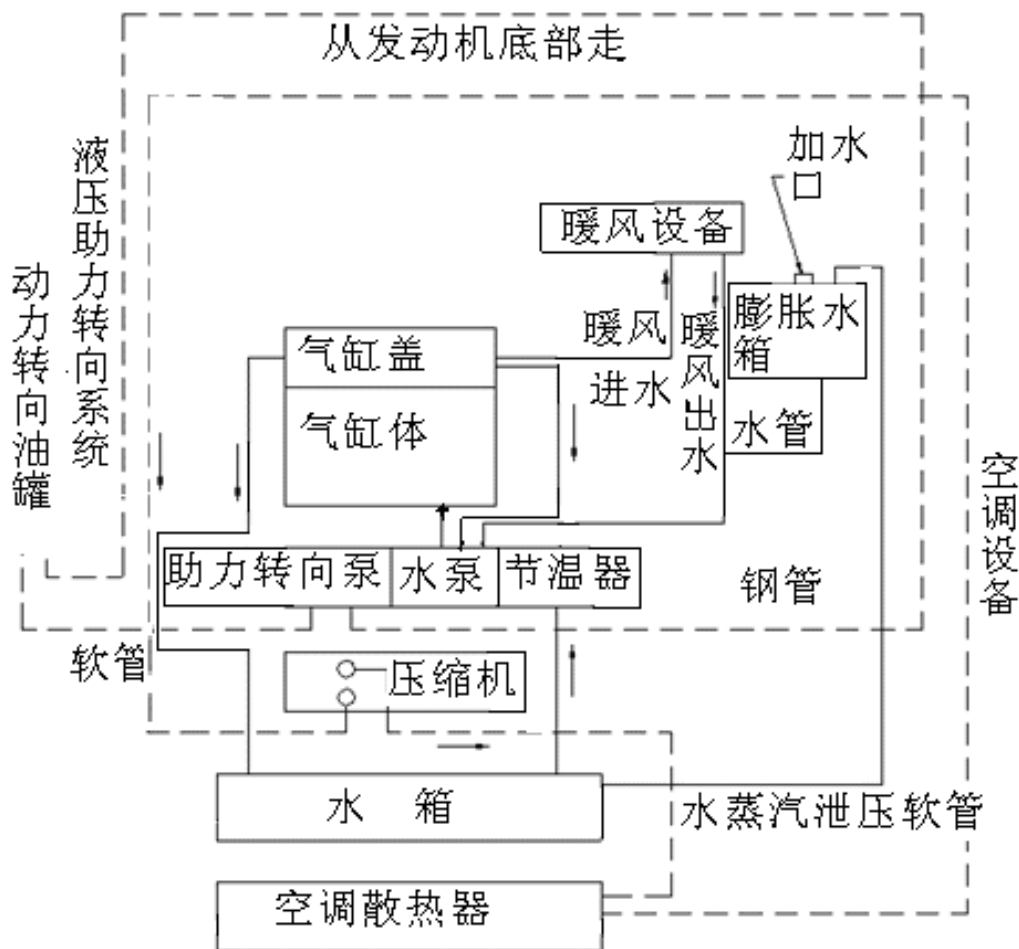 从发动机底部走
液压助力转向系统
动力转向油罐
加水
口
暖风设备
膨胀水
箱
暖风
进水
暖风出水
水管
气缸盖
气缸体
空调设备
助力转向泵
水泵
节温器
钢管
软管
压缩机
水 箱
水蒸汽泄压软管
空调散热器